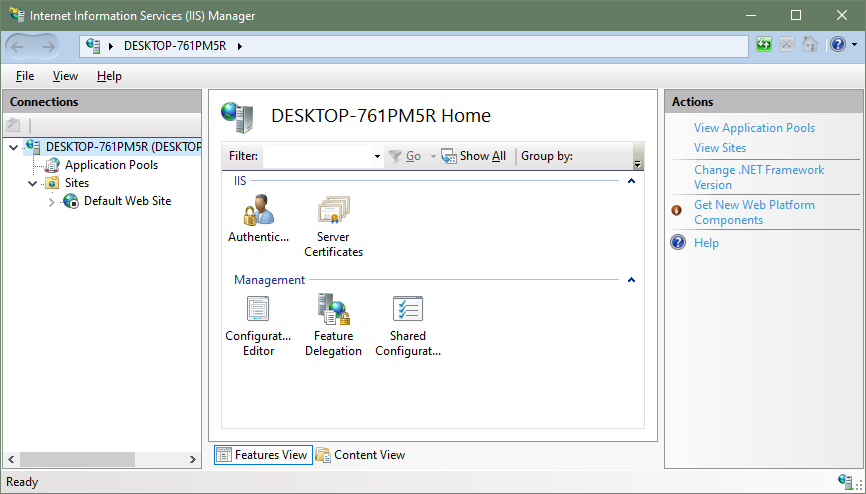 Internet Information Services (IIS) Manager
DESKTOP-761PM5R
File View Help
Connections
DESKTOP-761PM5R (DESKTOP
Application Pools
Sites
Default Web Site
DESKTOP-761PM5R Home
Filter: Go Show All Group by:
IIS
Authentic... Server
Certificates
Management
Configurat... Feature Shared
Editor Delegation Configurat...
Features View Content View
Actions
View Application Pools
View Sites
Change .NET Framework
Version
Get New Web Platform
Components
Help
Ready